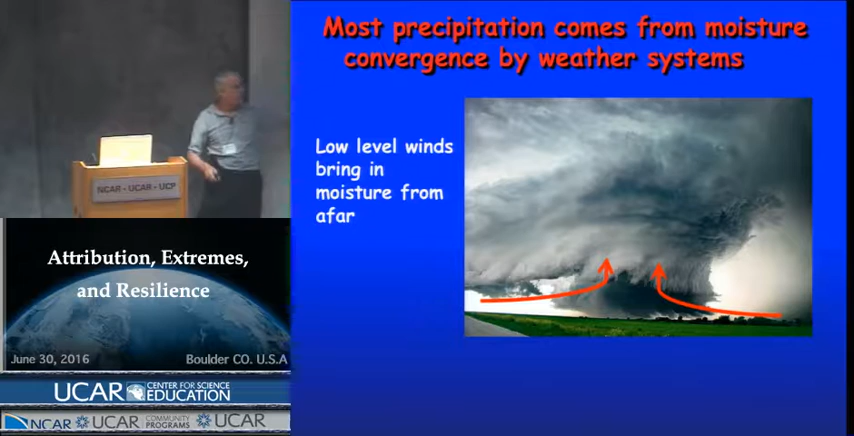 Most precipitation comes from moisture
convergence by weather systems
Low level winds
bring in
moisture from
afar
NCAR - UCAR - UCP
Attribution, Extremes,
and Resilience
June 30, 2016
Boulder CO. U.S.A
UCAR CENTER FOR SCIENCE
EDUCATION
NCAR UCAR COMMUNITY
PROGRAMS UCAR